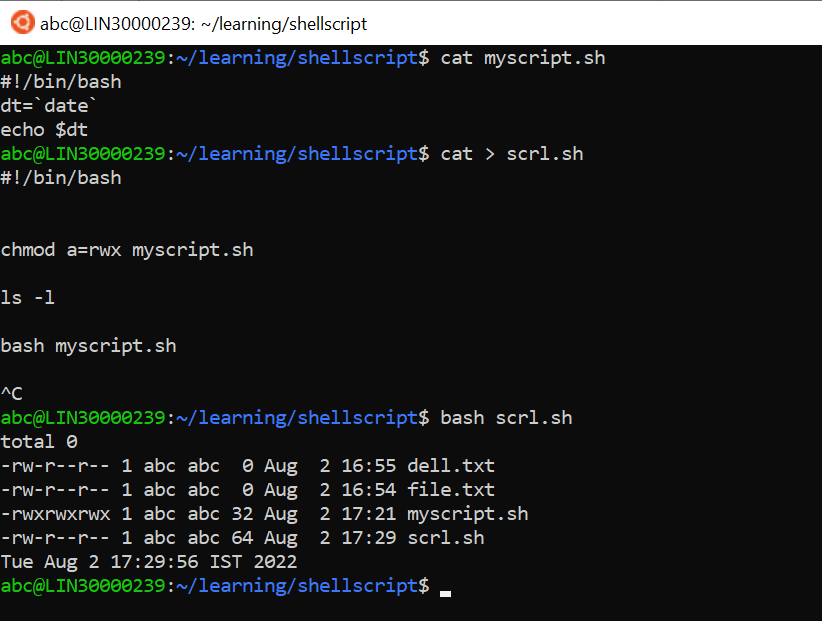 abc@LIN30000239: ~/learning/shellscript
abc@LIN30000239:~/learning/shellscript$ cat myscript.sh
#!/bin/bash
dt=`date`
echo $dt
abc@LIN30000239:~/learning/shellscript$ cat > scrl.sh
#!/bin/bash
chmod a=rwx myscript.sh
ls -l
bash myscript.sh
^C
abc@LIN30000239:~/learning/shellscript$ bash scrl.sh
total 0
-rw-r--r-- 1 abc abc  0 Aug  2 16:55 dell.txt
-rw-r--r-- 1 abc abc  0 Aug  2 16:54 file.txt
-rwxrwxrwx 1 abc abc 32 Aug  2 17:21 myscript.sh
-rw-r--r-- 1 abc abc 64 Aug  2 17:29 scrl.sh
Tue Aug 2 17:29:56 IST 2022
abc@LIN30000239:~/learning/shellscript$